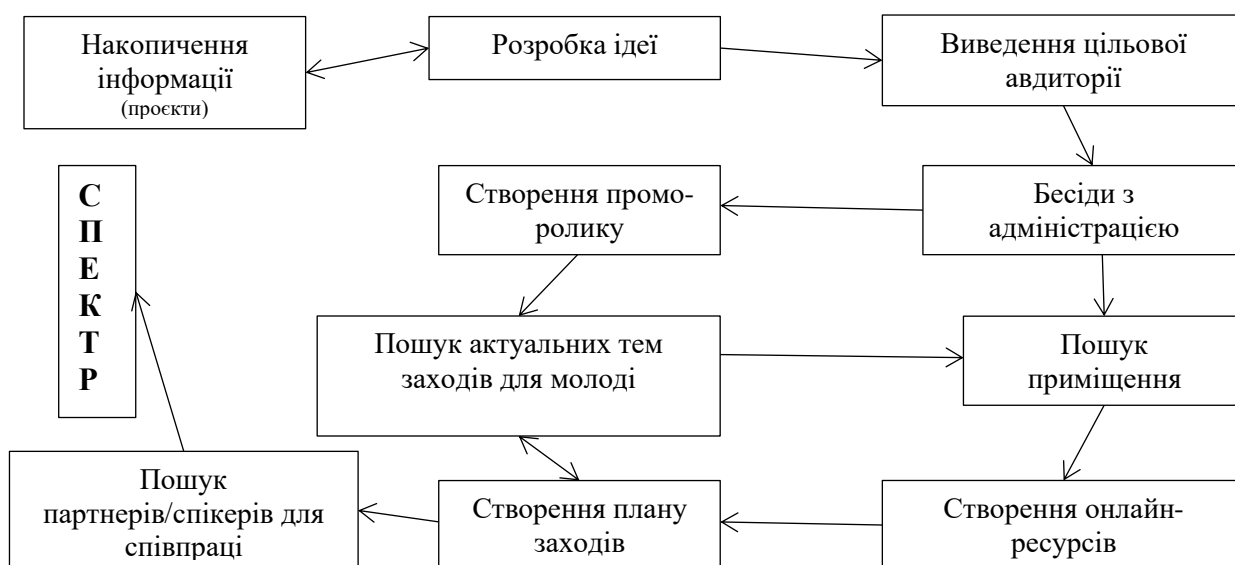 Накопичення
інформації
(проєкти)
Розробка ідеї
Виведення цільової
авдиторії
С
П
Е
К
Т
Р
Створення промо-
ролику
Бесіди з
адміністрацією
Пошук актуальних тем
заходів для молоді
Пошук
приміщення
Пошук
партнерів/спікерів для
співпраці
Створення плану
заходів
Створення онлайн-
ресурсів